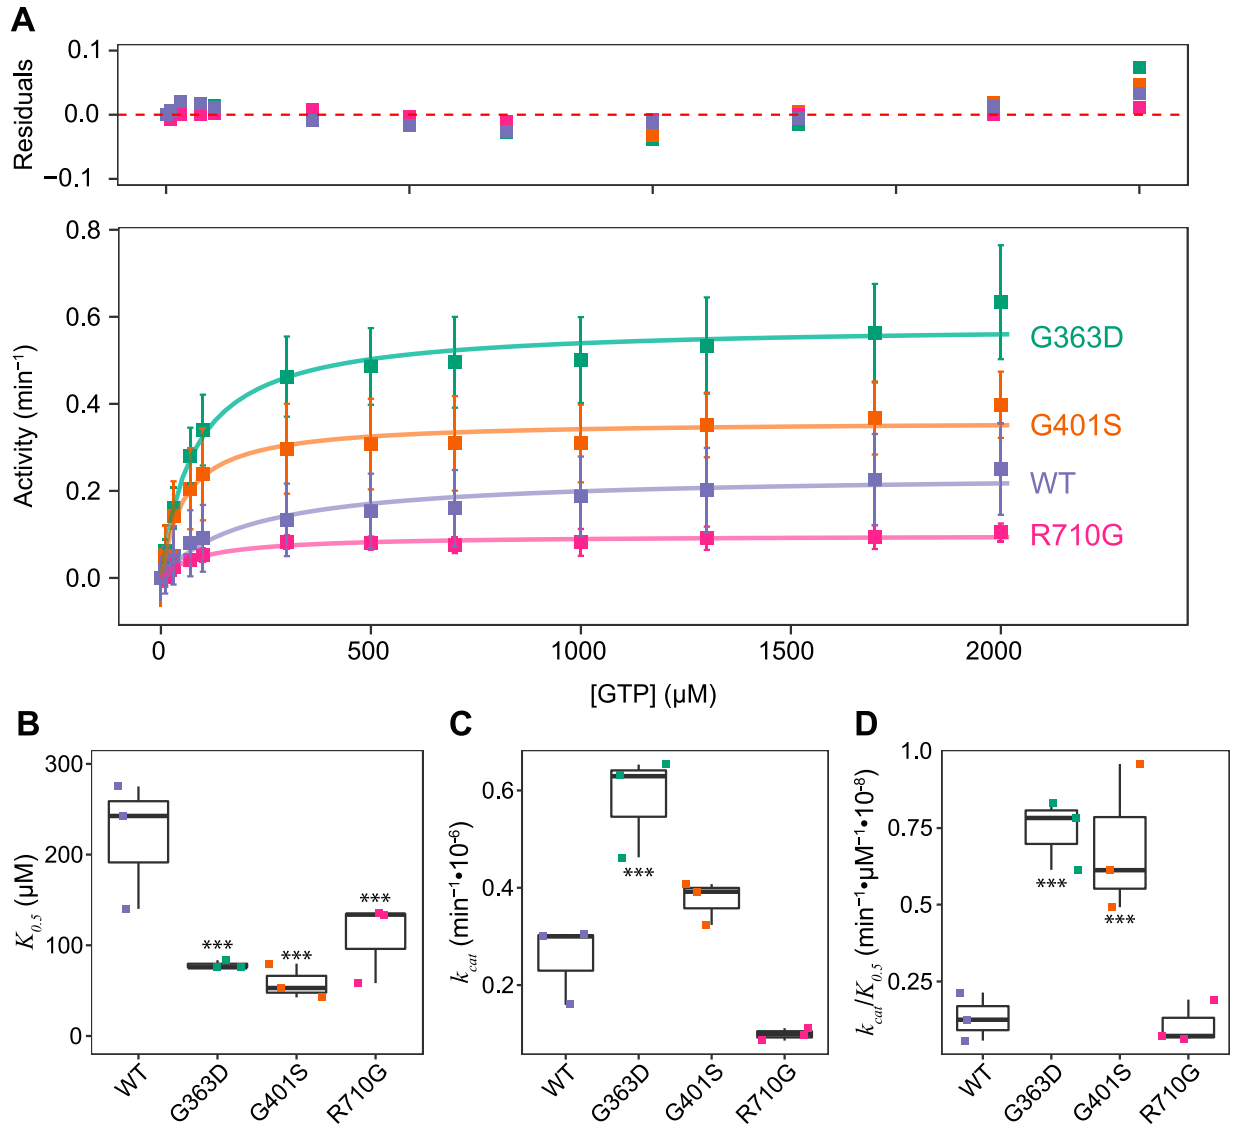 A
Residuals
0.1
0.0
−0.1
Activity (min⁻¹)
0.8
0.6
0.4
0.2
0.0
G363D
G401S
WT
R710G
0 500 1000 1500 2000
[GTP] (µM)
B
K0.5 (µM)
300
200
100
0
***
***
***
WT G363D G401S R710G
C
kcat (min⁻¹•10⁻⁶)
0.6
0.4
0.2
***
WT G363D G401S R710G
D
kcat/K0.5 (min⁻¹•µM⁻¹•10⁻⁸)
1.0
0.75
0.5
0.25
***
***
WT G363D G401S R710G